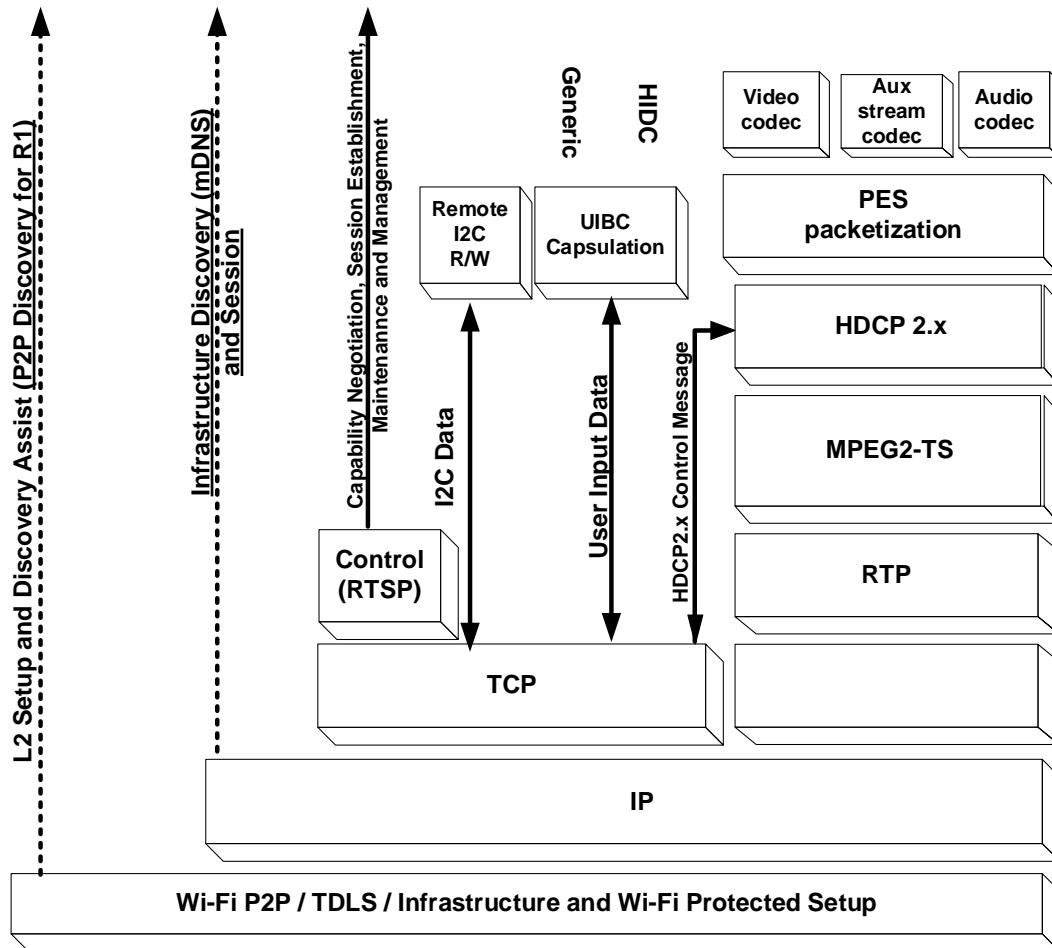 L2 Setup and Discovery Assist (P2P Discovery for R1)
Infrastructure Discovery (mDNS)
and Session
Capability Negotiation, Session Establishment,
Maintenannce and Management
Generic
HIDC
Video
codec
Aux
stream
codec
Audio
codec
Remote
I2C
R/W
UIBC
Capsulation
PES
packetization
HDCP 2.x
I2C Data
User Input Data
HDCP2.x Control Message
MPEG2-TS
Control
(RTSP)
RTP
TCP
IP
Wi-Fi P2P / TDLS / Infrastructure and Wi-Fi Protected Setup